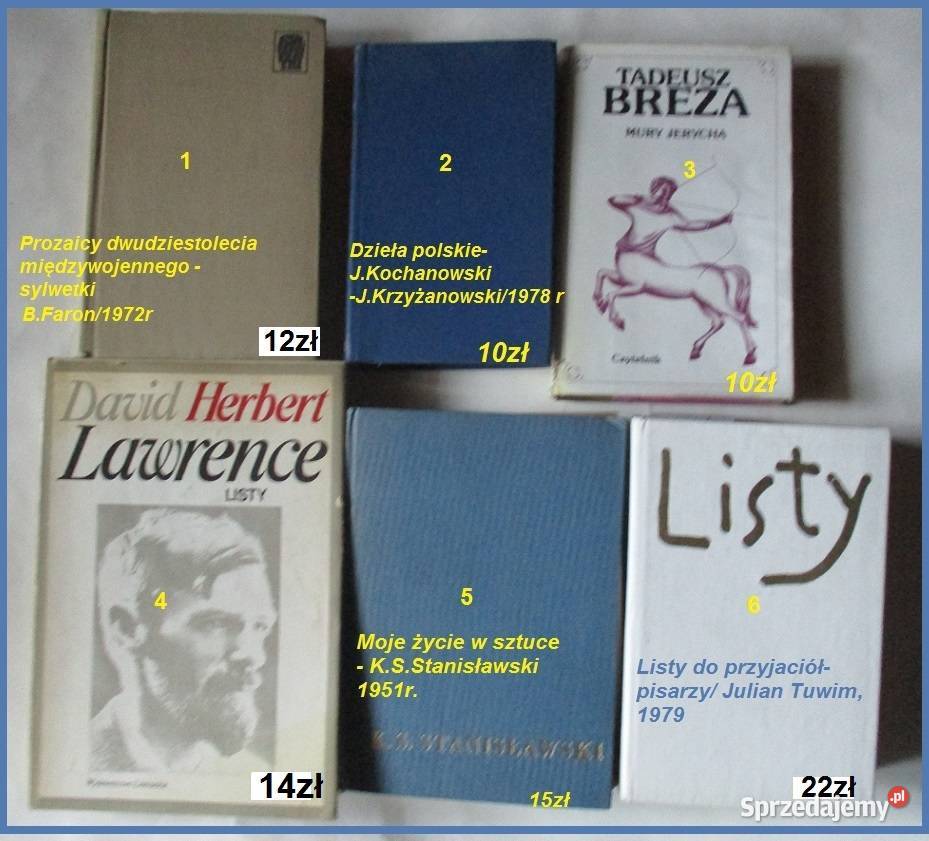 1
Prozaicy dwudziestolecia
międzywojennego -
sylwetki
B.Faron/1972r
12zł
2
Dzieła polskie-
J.Kochanowski
-J.Krzyżanowski/1978 r
10zł
TADEUSZ
BREZA
MURY JERYCHA
3
Czytelnik
10zł
David Herbert
Lawrence
LISTY
4
14zł
5
Moje życie w sztuce
- K.S.Stanisławski
1951r.
K. S. STANISŁAWSKI
15zł
Listy
6
Listy do przyjaciół-
pisarzy/ Julian Tuwim,
1979
22zł
Sprzedajemy.pl